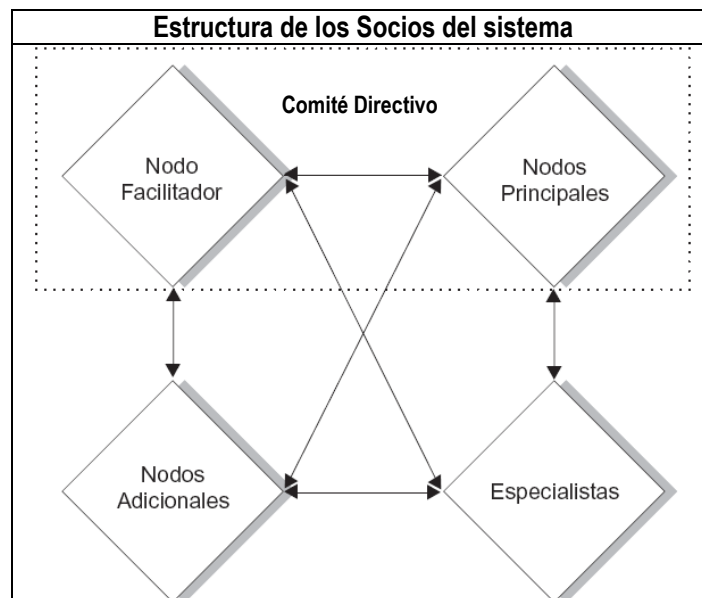 Estructura de los Socios del sistema
Comité Directivo
Nodo
Facilitador
Nodos
Principales
Nodos
Adicionales
Especialistas